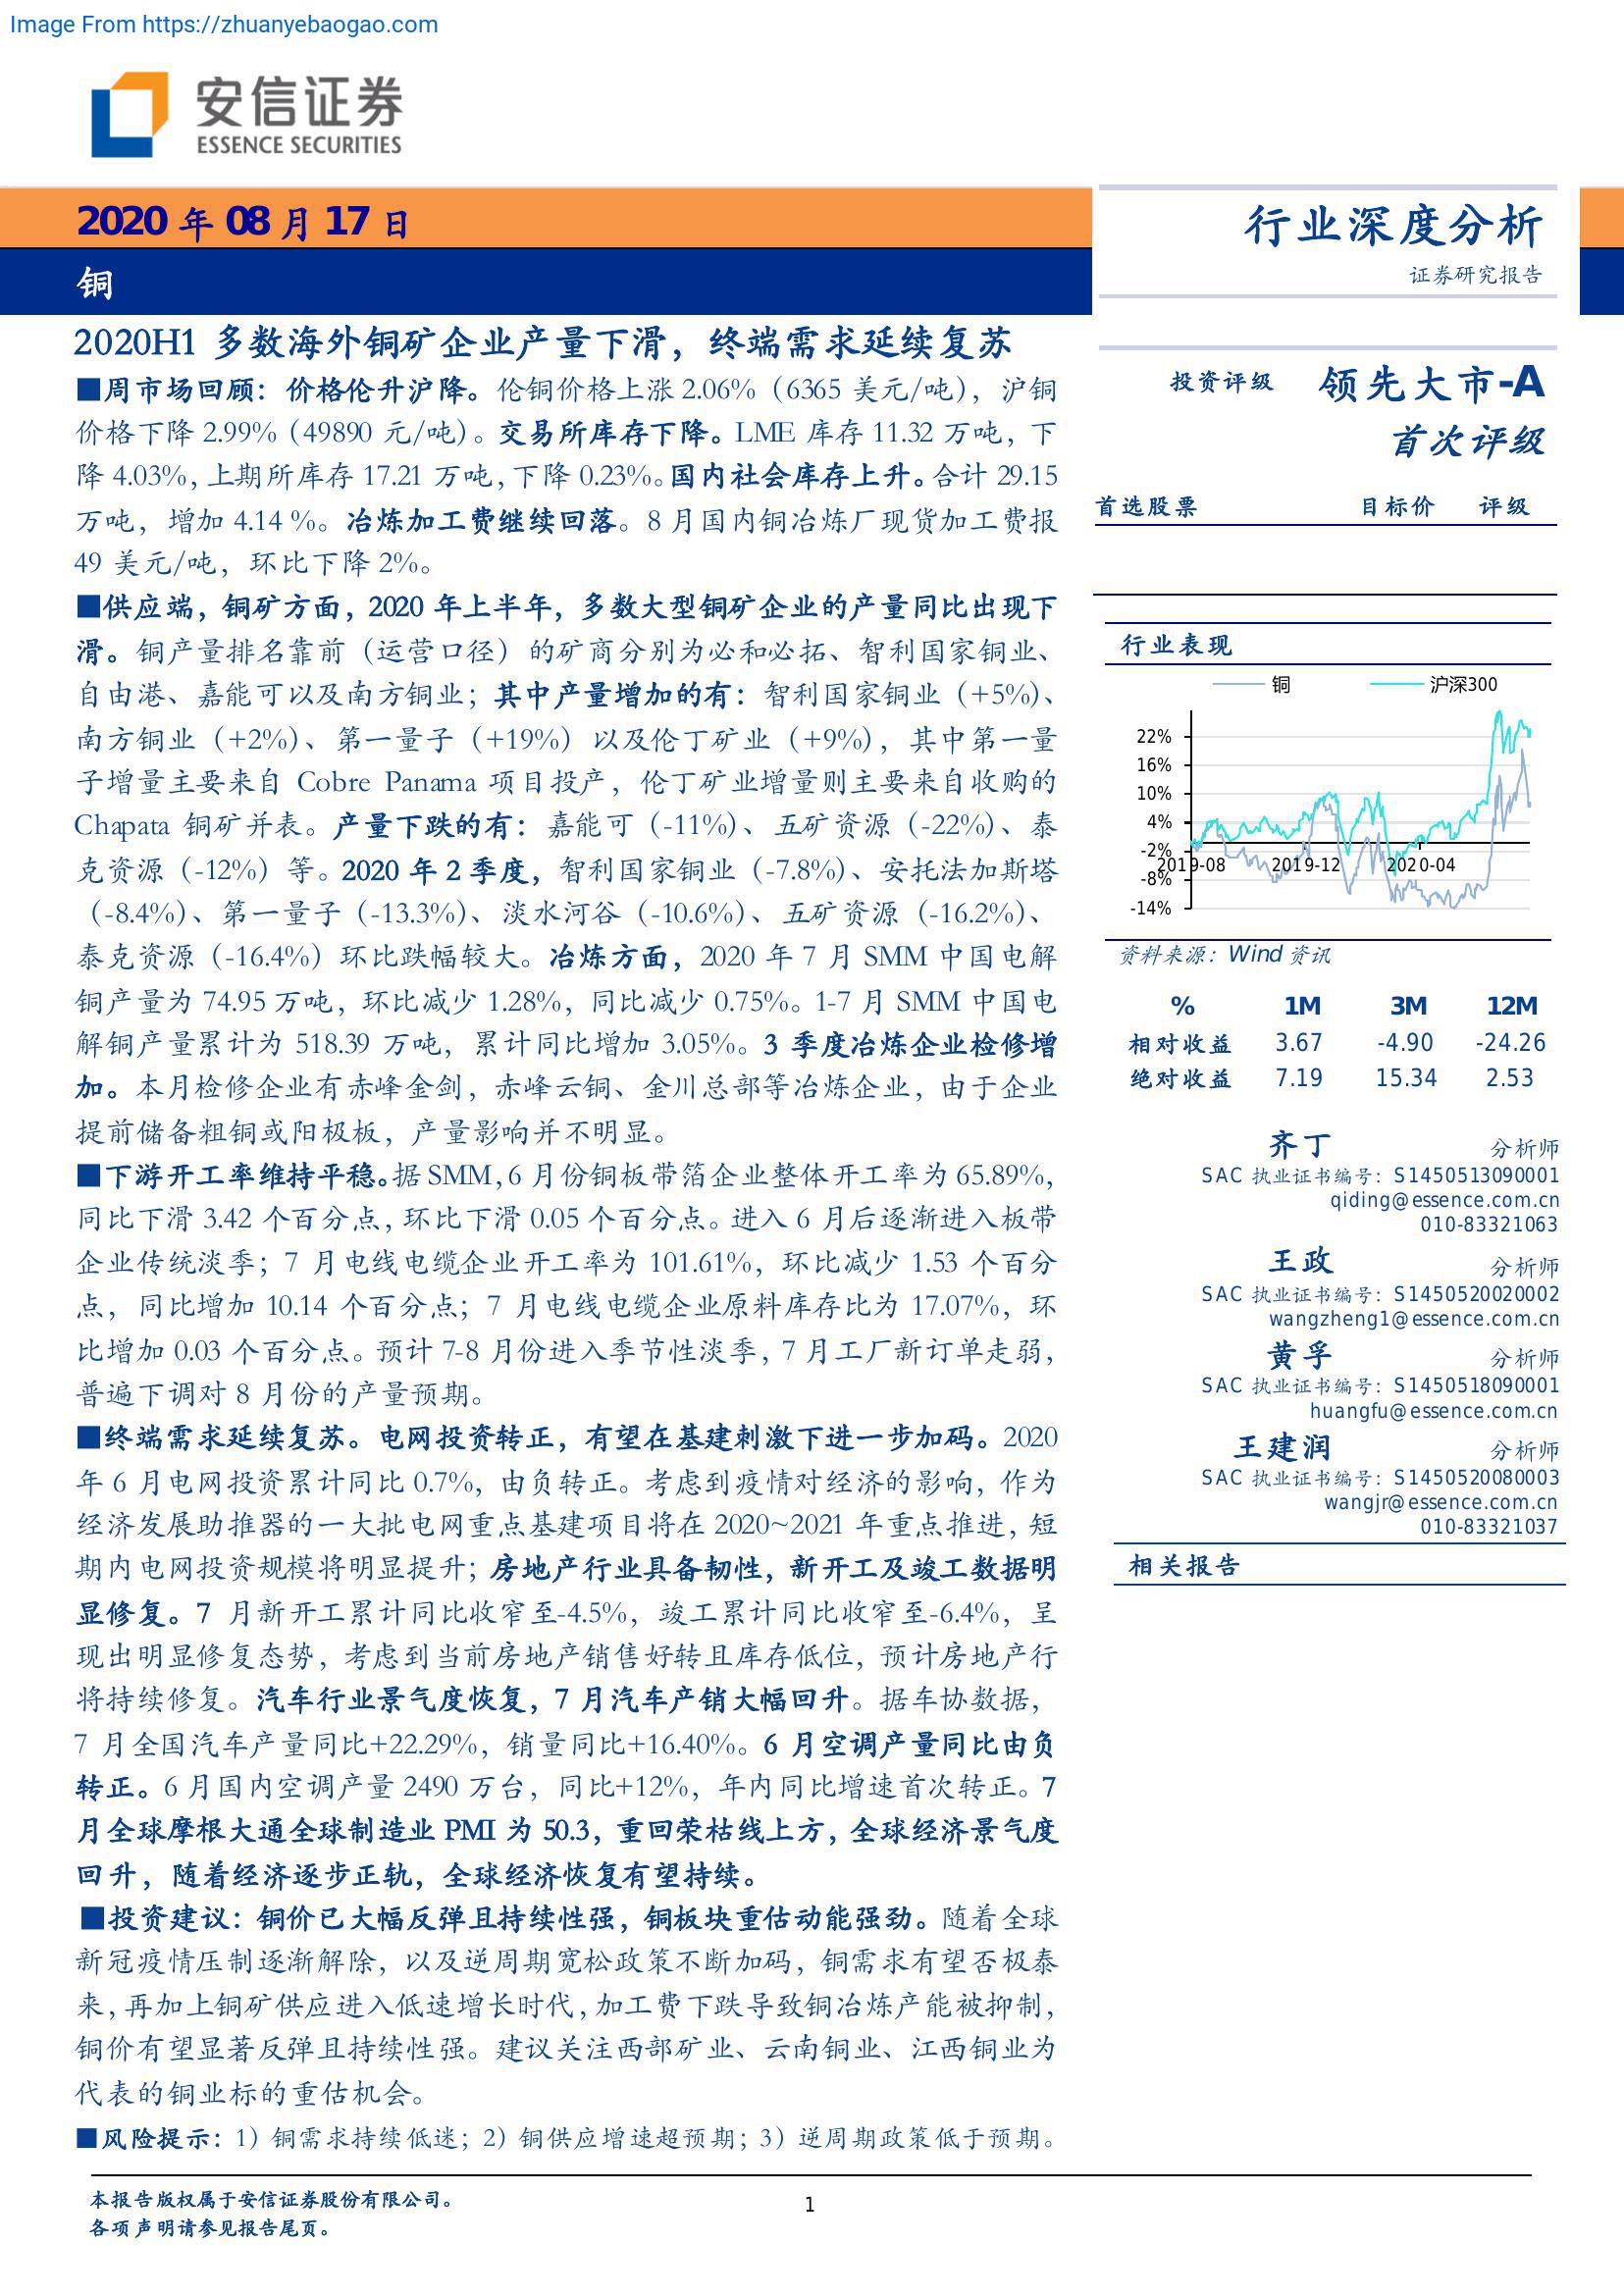 Image From https://zhuanyebaogao.com
安信证券
ESSENCE SECURITIES
2020 年 08 月 17 日
铜
行业深度分析
证券研究报告
2020H1 多数海外铜矿企业产量下滑，终端需求延续复苏
■周市场回顾：价格伦升沪降。伦铜价格上涨 2.06%（6365 美元/吨），沪铜
价格下降 2.99%（49890 元/吨）。交易所库存下降。LME 库存 11.32 万吨，下
降 4.03%，上期所库存 17.21 万吨，下降 0.23%。国内社会库存上升。合计 29.15
万吨，增加 4.14 %。冶炼加工费继续回落。8 月国内铜冶炼厂现货加工费报
49 美元/吨，环比下降 2%。
■供应端，铜矿方面，2020 年上半年，多数大型铜矿企业的产量同比出现下
滑。铜产量排名靠前（运营口径）的矿商分别为必和必拓、智利国家铜业、
自由港、嘉能可以及南方铜业；其中产量增加的有：智利国家铜业（+5%）、
南方铜业（+2%）、第一量子（+19%）以及伦丁矿业（+9%），其中第一量
子增量主要来自 Cobre Panama 项目投产，伦丁矿业增量则主要来自收购的
Chapata 铜矿并表。产量下跌的有：嘉能可（-11%）、五矿资源（-22%）、泰
克资源（-12%）等。2020 年 2 季度，智利国家铜业（-7.8%）、安托法加斯塔
（-8.4%）、第一量子（-13.3%）、淡水河谷（-10.6%）、五矿资源（-16.2%）、
泰克资源（-16.4%）环比跌幅较大。冶炼方面，2020 年 7 月 SMM 中国电解
铜产量为 74.95 万吨，环比减少 1.28%，同比减少 0.75%。1-7 月 SMM 中国电
解铜产量累计为 518.39 万吨，累计同比增加 3.05%。3 季度冶炼企业检修增
加。本月检修企业有赤峰金剑，赤峰云铜、金川总部等冶炼企业，由于企业
提前储备粗铜或阳极板，产量影响并不明显。
■下游开工率维持平稳。据 SMM，6 月份铜板带箔企业整体开工率为 65.89%，
同比下滑 3.42 个百分点，环比下滑 0.05 个百分点。进入 6 月后逐渐进入板带
企业传统淡季；7 月电线电缆企业开工率为 101.61%，环比减少 1.53 个百分
点，同比增加 10.14 个百分点；7 月电线电缆企业原料库存比为 17.07%，环
比增加 0.03 个百分点。预计 7-8 月份进入季节性淡季，7 月工厂新订单走弱，
普遍下调对 8 月份的产量预期。
■终端需求延续复苏。电网投资转正，有望在基建刺激下进一步加码。2020
年 6 月电网投资累计同比 0.7%，由负转正。考虑到疫情对经济的影响，作为
经济发展助推器的一大批电网重点基建项目将在 2020~2021 年重点推进，短
期内电网投资规模将明显提升；房地产行业具备韧性，新开工及竣工数据明
显修复。7 月新开工累计同比收窄至-4.5%，竣工累计同比收窄至-6.4%，呈
现出明显修复态势，考虑到当前房地产销售好转且库存低位，预计房地产行
将持续修复。汽车行业景气度恢复，7 月汽车产销大幅回升。据车协数据，
7 月全国汽车产量同比+22.29%，销量同比+16.40%。6 月空调产量同比由负
转正。6 月国内空调产量 2490 万台，同比+12%，年内同比增速首次转正。7
月全球摩根大通全球制造业 PMI 为 50.3，重回荣枯线上方，全球经济景气度
回升，随着经济逐步正轨，全球经济恢复有望持续。
■投资建议：铜价已大幅反弹且持续性强，铜板块重估动能强劲。随着全球
新冠疫情压制逐渐解除，以及逆周期宽松政策不断加码，铜需求有望否极泰
来，再加上铜矿供应进入低速增长时代，加工费下跌导致铜冶炼产能被抑制，
铜价有望显著反弹且持续性强。建议关注西部矿业、云南铜业、江西铜业为
代表的铜业标的重估机会。
■风险提示：1）铜需求持续低迷；2）铜供应增速超预期；3）逆周期政策低于预期。
投资评级 领先大市-A
首次评级
首选股票 目标价 评级
行业表现
铜 沪深300
22%
16%
10%
4%
-2%
2019-08 2019-12 2020-04
-8%
-14%
资料来源：Wind 资讯
% 1M 3M 12M
相对收益 3.67 -4.90 -24.26
绝对收益 7.19 15.34 2.53
齐丁 分析师
SAC 执业证书编号：S1450513090001
qiding@essence.com.cn
010-83321063
王政 分析师
SAC 执业证书编号：S1450520020002
wangzheng1@essence.com.cn
黄孚 分析师
SAC 执业证书编号：S1450518090001
huangfu@essence.com.cn
王建润 分析师
SAC 执业证书编号：S1450520080003
wangjr@essence.com.cn
010-83321037
相关报告
本报告版权属于安信证券股份有限公司。
各项声明请参见报告尾页。
1